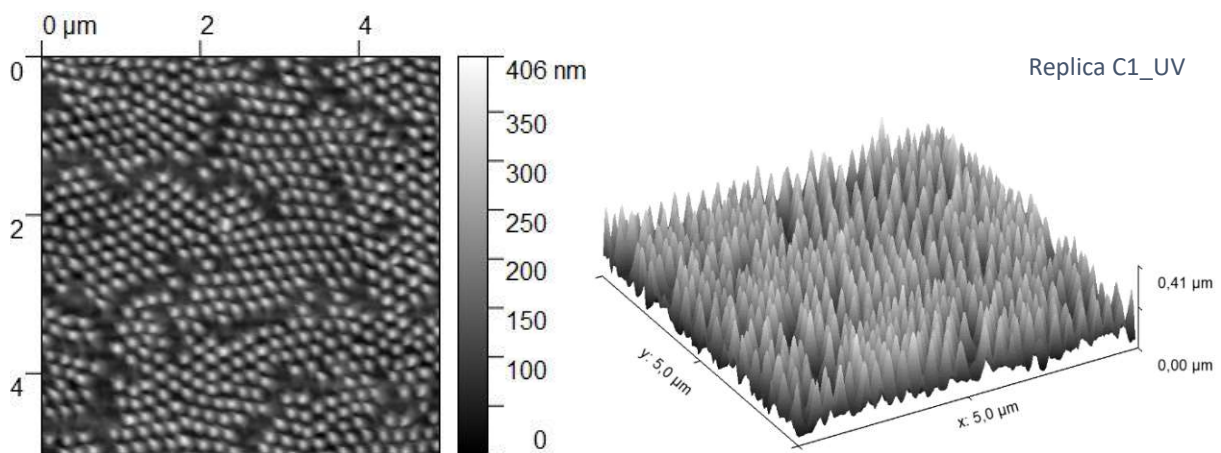 0 µm 2 4
0
2
4
406 nm
350
300
250
200
150
100
0
Replica C1_UV
0,41 µm
0,00 µm
y: 5,0 µm
x: 5,0 µm